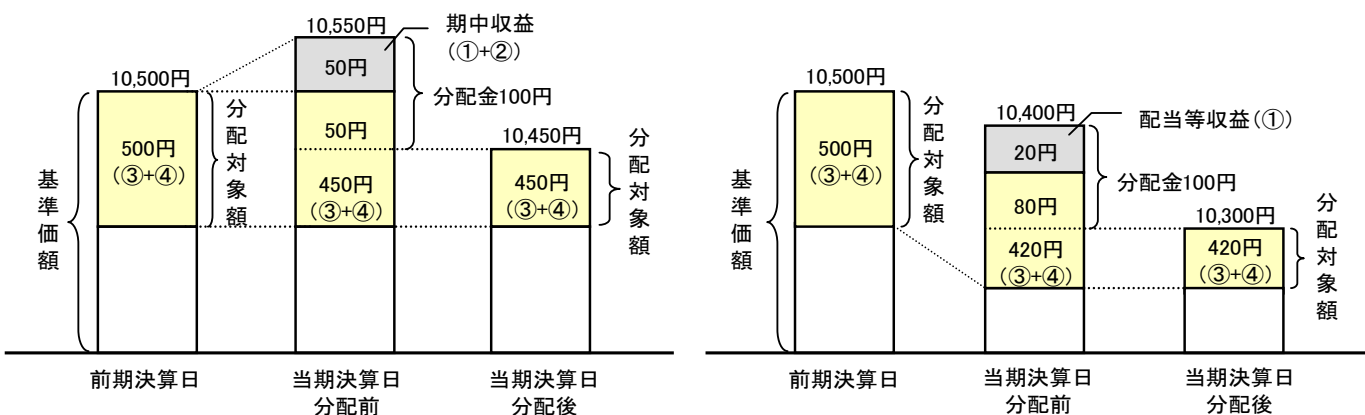 10,550円
期中収益
(①+②)
10,500円
50円
分配金100円
分配対象額
500円
(③+④)
50円
10,450円
基準価額
450円
(③+④)
450円
(③+④)
分配対象額
前期決算日
当期決算日
分配前
当期決算日
分配後
10,500円
10,400円
配当等収益(①)
分配対象額
500円
(③+④)
20円
分配金100円
基準価額
80円
10,300円
420円
(③+④)
420円
(③+④)
分配対象額
前期決算日
当期決算日
分配前
当期決算日
分配後